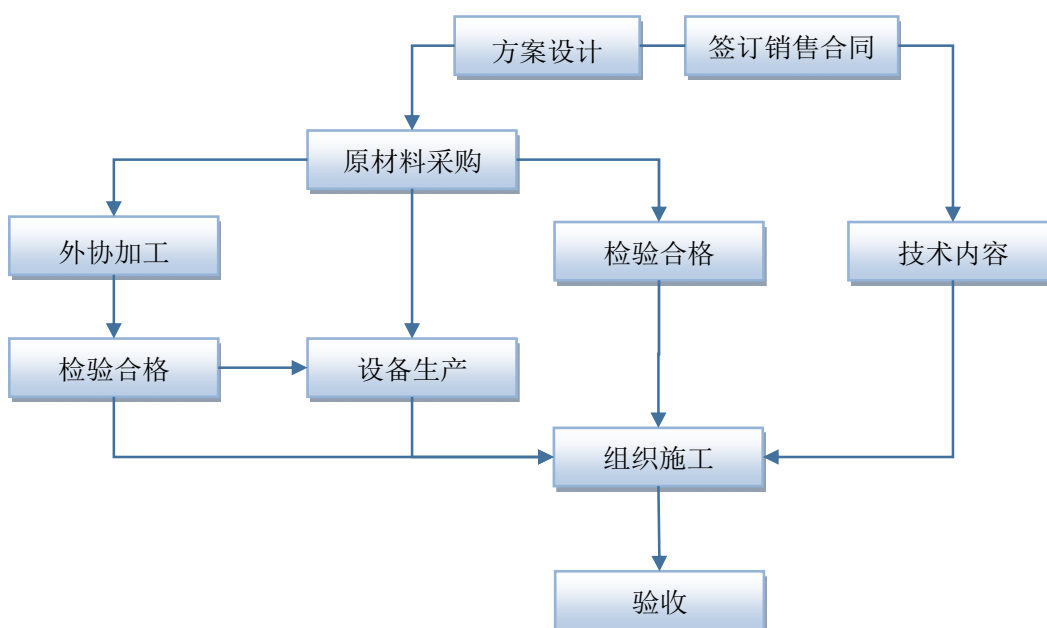 方案设计
签订销售合同
原材料采购
外协加工
检验合格
技术内容
检验合格
设备生产
组织施工
验收